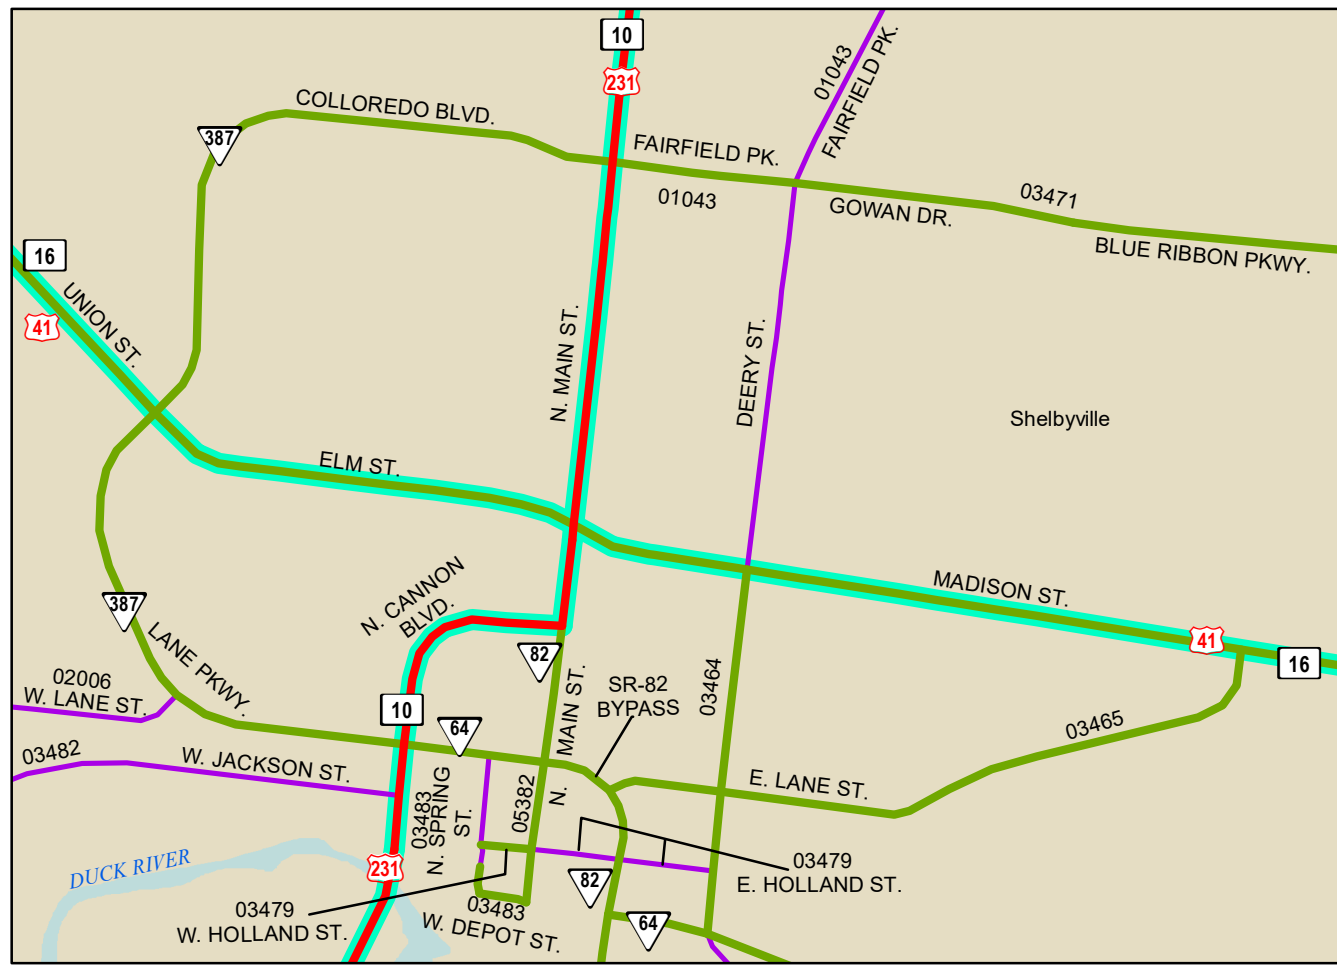 10
231
01043
FAIRFIELD PK.
COLLOREDO BLVD.
387
FAIRFIELD PK.
01043
03471
GOWAN DR.
BLUE RIBBON PKWY.
16
41
UNION ST.
N. MAIN ST.
DEERY ST.
Shelbyville
ELM ST.
N. CANNON
BLVD.
MADISON ST.
41
16
387
LANE PKWY.
82
02006
W. LANE ST.
SR-82
BYPASS
03464
10
64
N. MAIN ST.
03465
03482
W. JACKSON ST.
E. LANE ST.
03483
N. SPRING
ST.
05382
DUCK RIVER
231
03479
E. HOLLAND ST.
82
03479
W. HOLLAND ST.
03483
W. DEPOT ST.
64